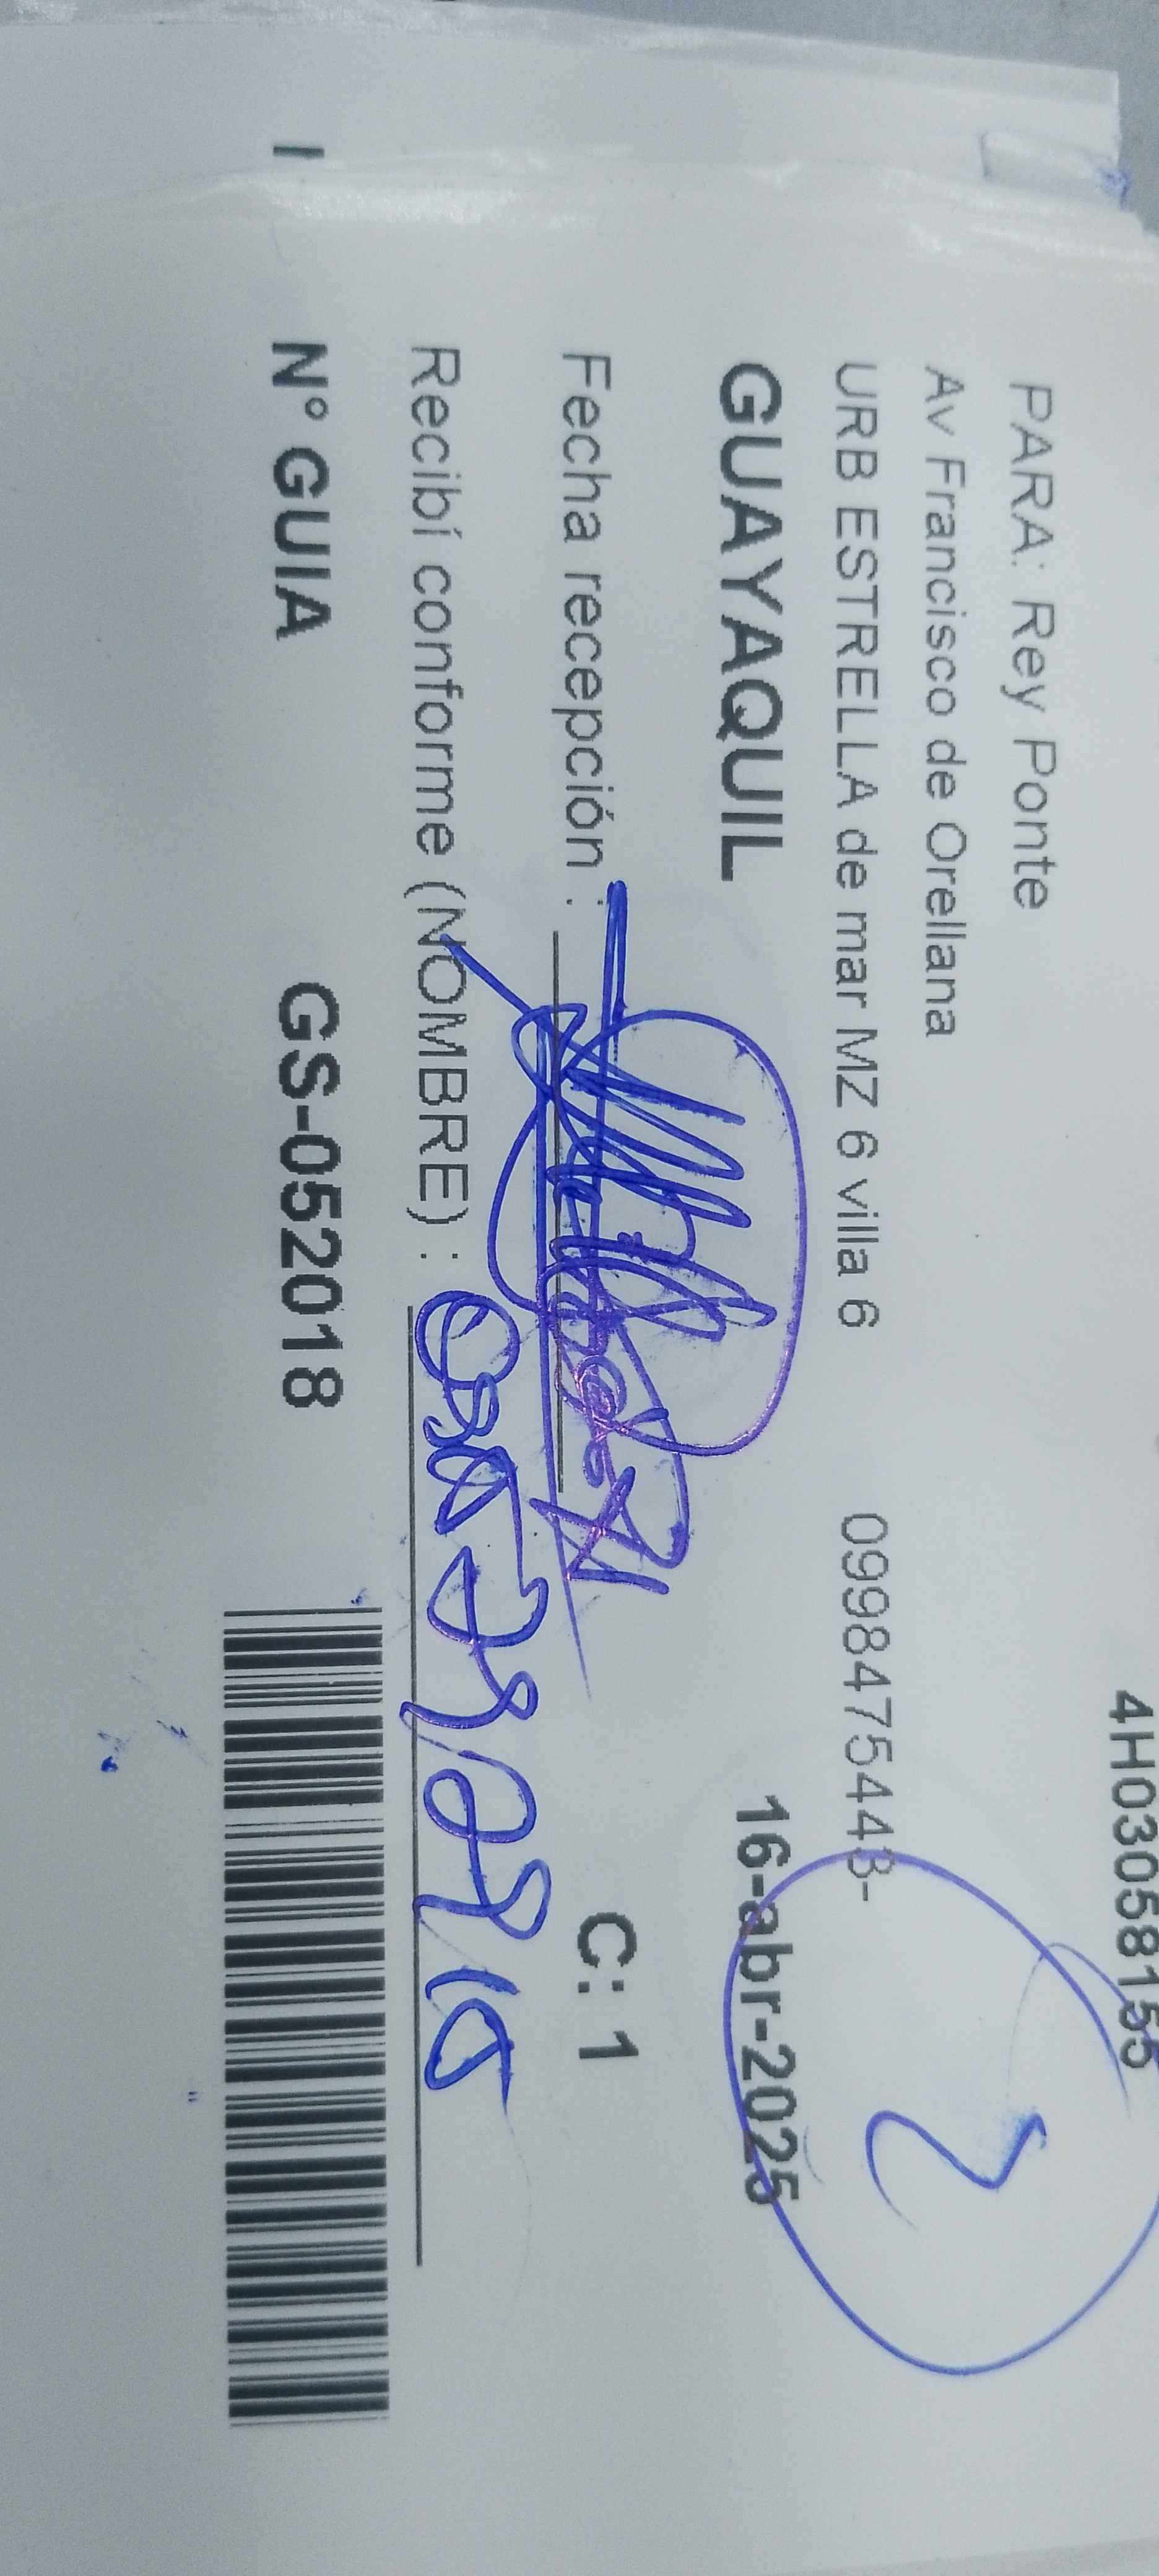 4H03058155
PARA: Rey Ponte
Av Francisco de Orellana
URB ESTRELLA de mar MZ 6 villa 6 0998475443-
2
GUAYAQUIL 16-abr-2025
Fecha recepción : C: 1
Recibí conforme (NOMBRE) :
I N° GUIA GS-052018